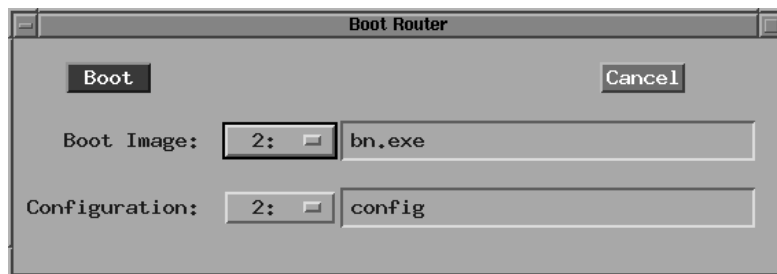 Boot Router
Boot Cancel
Boot Image: 2: bn.exe
Configuration: 2: config